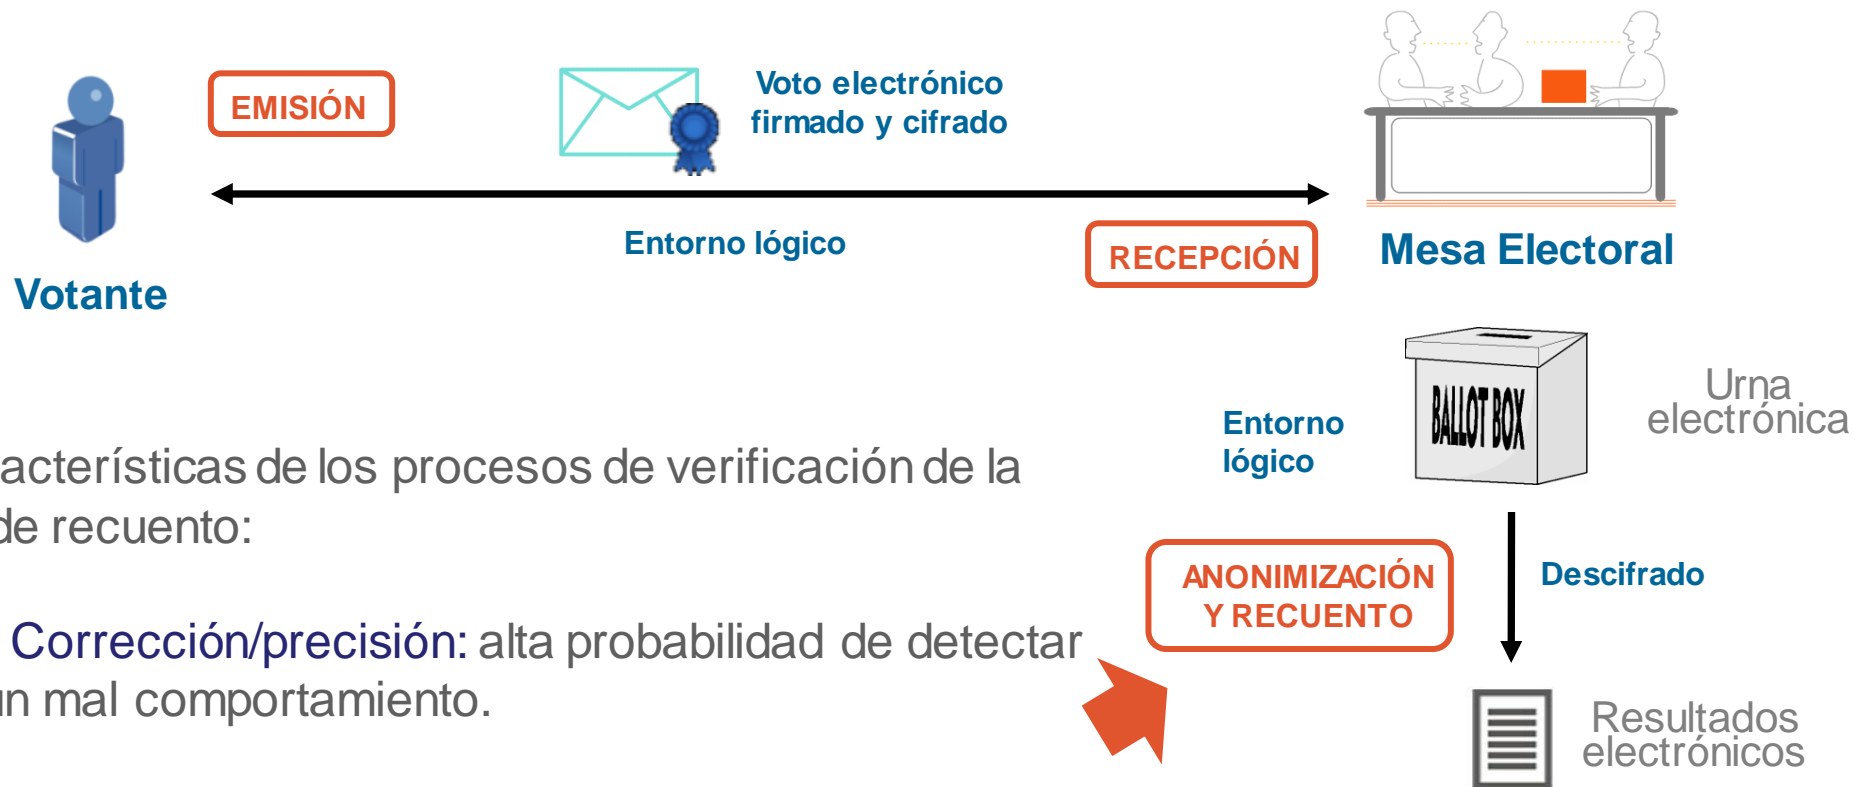 EMISIÓN
Voto electrónico
firmado y cifrado
Entorno lógico
RECEPCIÓN
Votante
Mesa Electoral
BALLOT BOX
Urna
electrónica
Entorno
lógico
acterísticas de los procesos de verificación de la
de recuento:
Corrección/precisión: alta probabilidad de detectar
un mal comportamiento.
ANONIMIZACIÓN
Y RECUENTO
Descifrado
Resultados
electrónicos